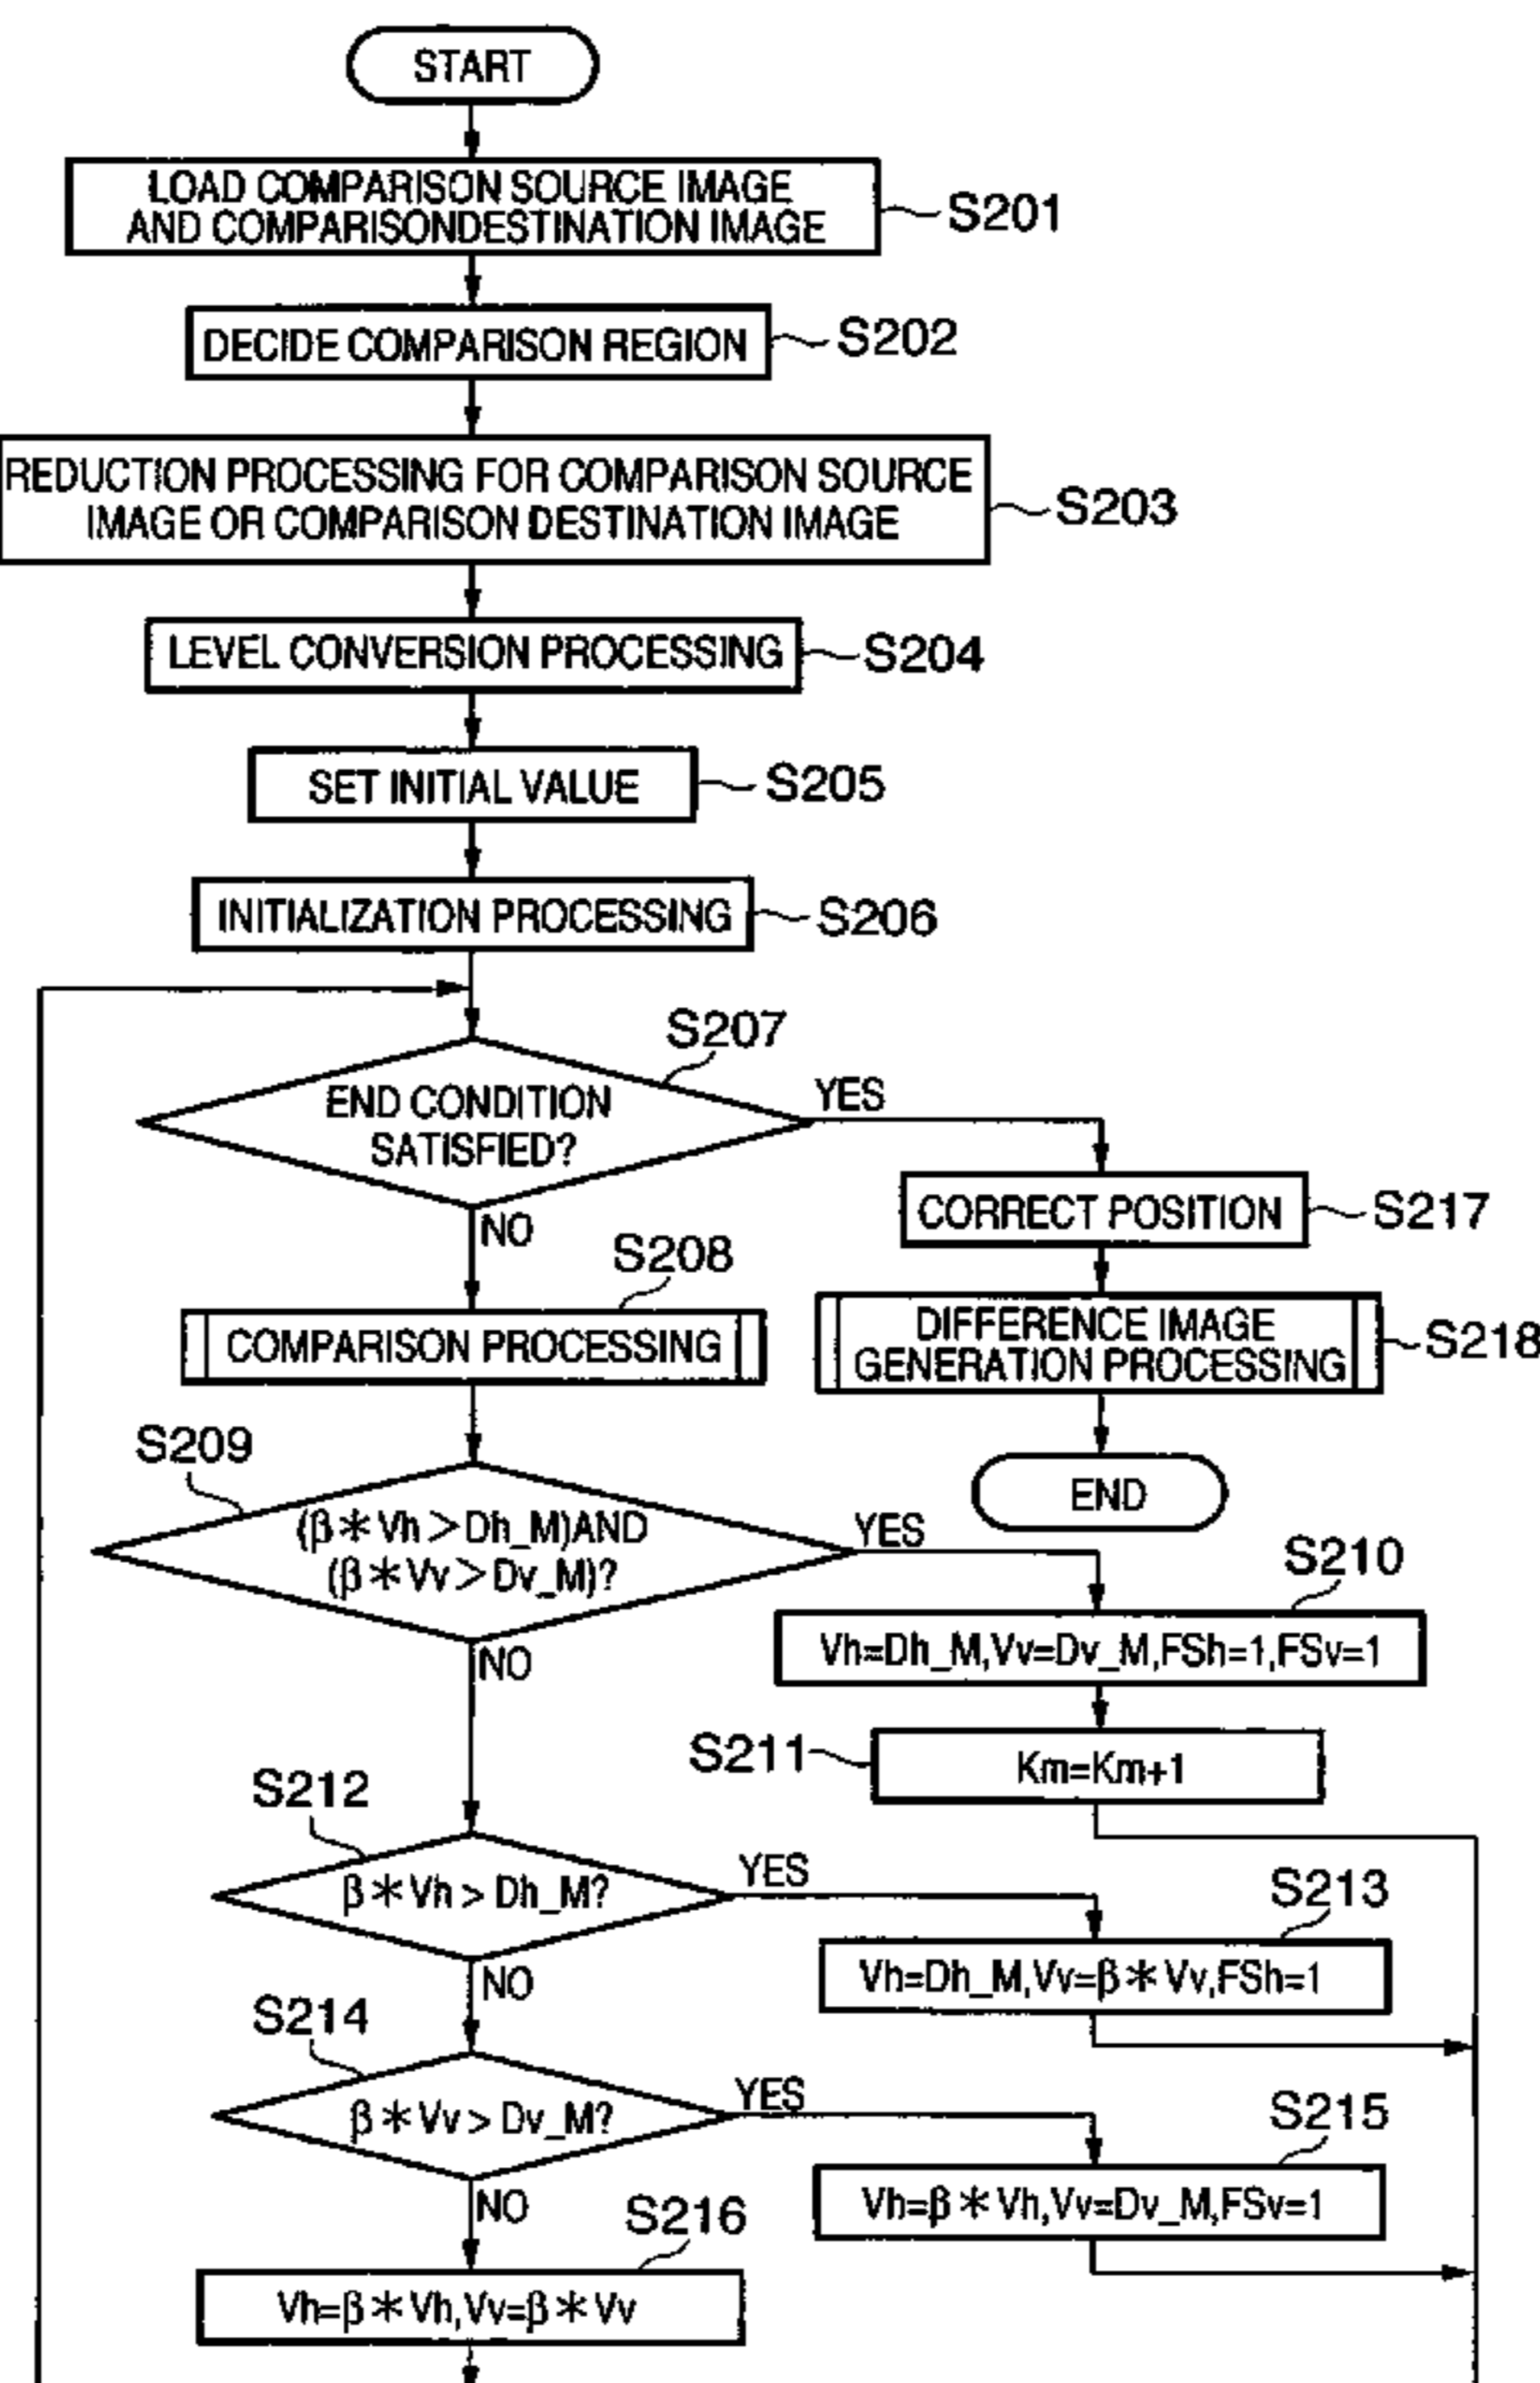 START
LOAD COMPARISON SOURCE IMAGE
AND COMPARISONDESTINATION IMAGE
S201
DECIDE COMPARISON REGION
S202
REDUCTION PROCESSING FOR COMPARISON SOURCE
IMAGE OR COMPARISON DESTINATION IMAGE
S203
LEVEL CONVERSION PROCESSING
S204
SET INITIAL VALUE
S205
INITIALIZATION PROCESSING
S206
S207
END CONDITION
SATISFIED?
YES
NO
CORRECT POSITION
S217
S208
COMPARISON PROCESSING
DIFFERENCE IMAGE
GENERATION PROCESSING
S218
END
S209
(β*Vh>Dh_M)AND
(β*Vv>Dv_M)?
YES
NO
S210
Vh=Dh_M,Vv=Dv_M,FSh=1,FSv=1
S211
Km=Km+1
S212
β*Vh>Dh_M?
YES
NO
S213
Vh=Dh_M,Vv=β*Vv,FSh=1
S214
β*Vv>Dv_M?
YES
NO
S215
Vh=β*Vh,Vv=Dv_M,FSv=1
S216
Vh=β*Vh,Vv=β*Vv